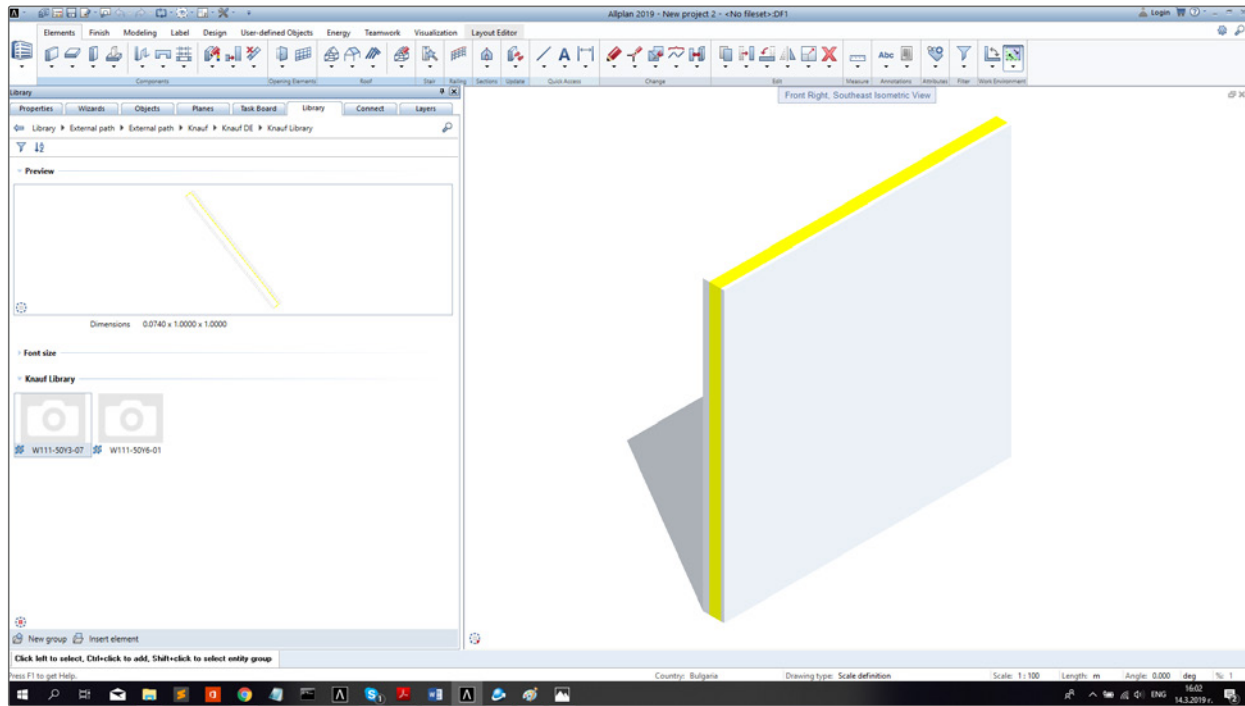 Allplan 2019 - New project 2 - <No fileset>:DF1
Login
Elements Finish Modeling Label Design User-defined Objects Energy Teamwork Visualization Layout Editor
Components Opening Elements Roof Stair Railing Sections Update Quick Access Change Edit Measure Annotations Attributes Filter Work Environment
Abc
Library
Properties Wizards Objects Planes Task Board Library Connect Layers
Front Right, Southeast Isometric View
Library External path External path Knauf Knauf DE Knauf Library
Preview
Dimensions 0.0740 x 1.0000 x 1.0000
Font size
Knauf Library
W111-50Y3-07 W111-50Y6-01
New group Insert element
Click left to select, Ctrl+click to add, Shift+click to select entity group
Press F1 to get Help. Country: Bulgaria Drawing type: Scale definition Scale: 1:100 Length: m Angle: 0.000 deg %: 1
ENG
16:02
14.3.2019 г.